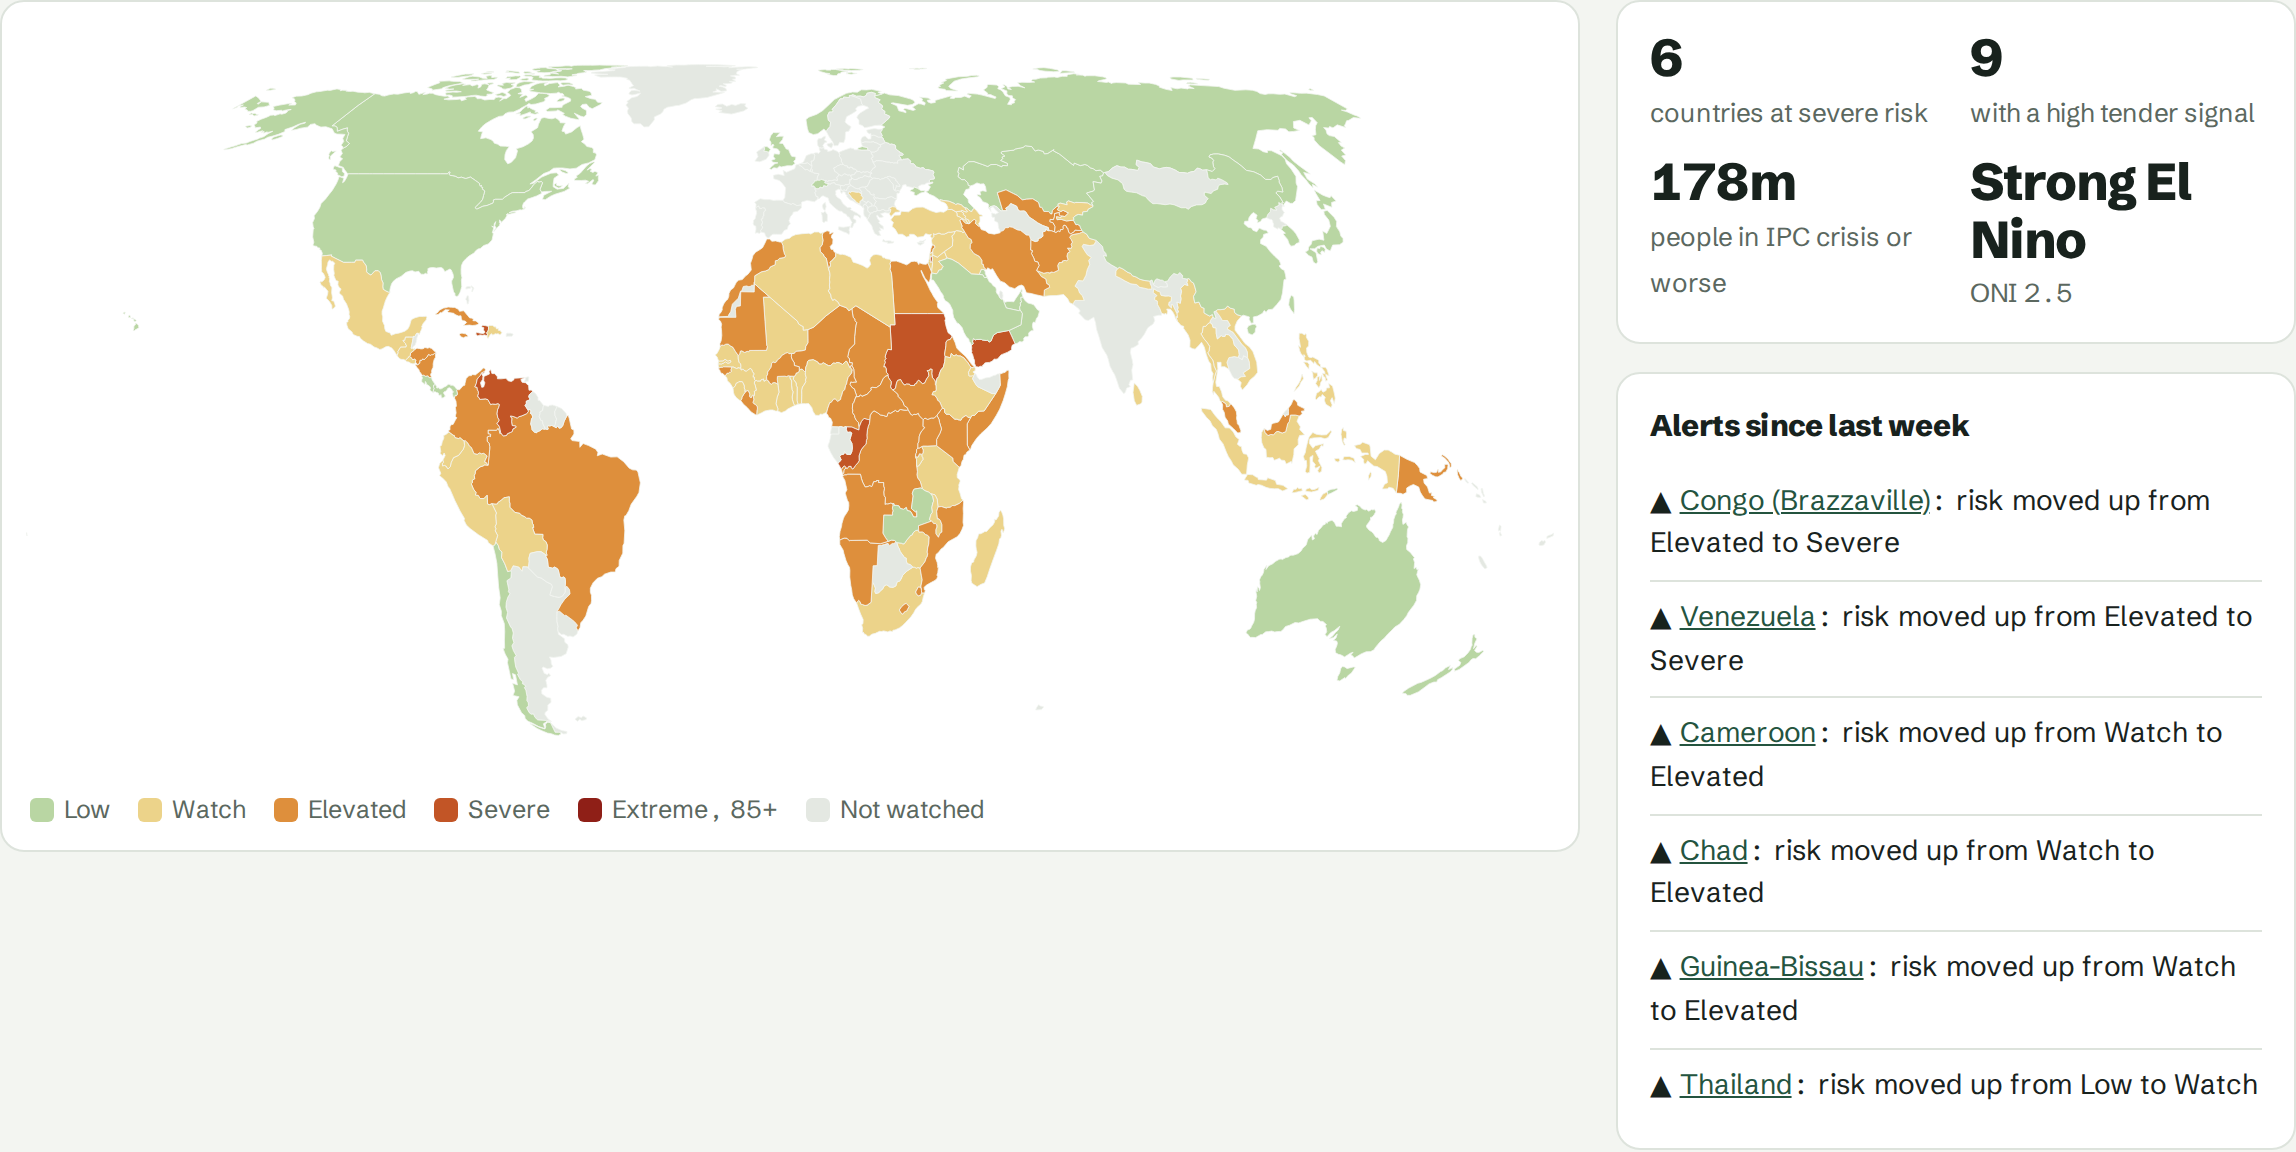 Low
Watch
Elevated
Severe
Extreme, 85+
Not watched
6
countries at severe risk
9
with a high tender signal
178m
people in IPC crisis or
worse
Strong El
Nino
ONI 2.5
Alerts since last week
▲ Congo (Brazzaville): risk moved up from
Elevated to Severe
▲ Venezuela: risk moved up from Elevated to
Severe
▲ Cameroon: risk moved up from Watch to
Elevated
▲ Chad: risk moved up from Watch to
Elevated
▲ Guinea-Bissau: risk moved up from Watch
to Elevated
▲ Thailand: risk moved up from Low to Watch